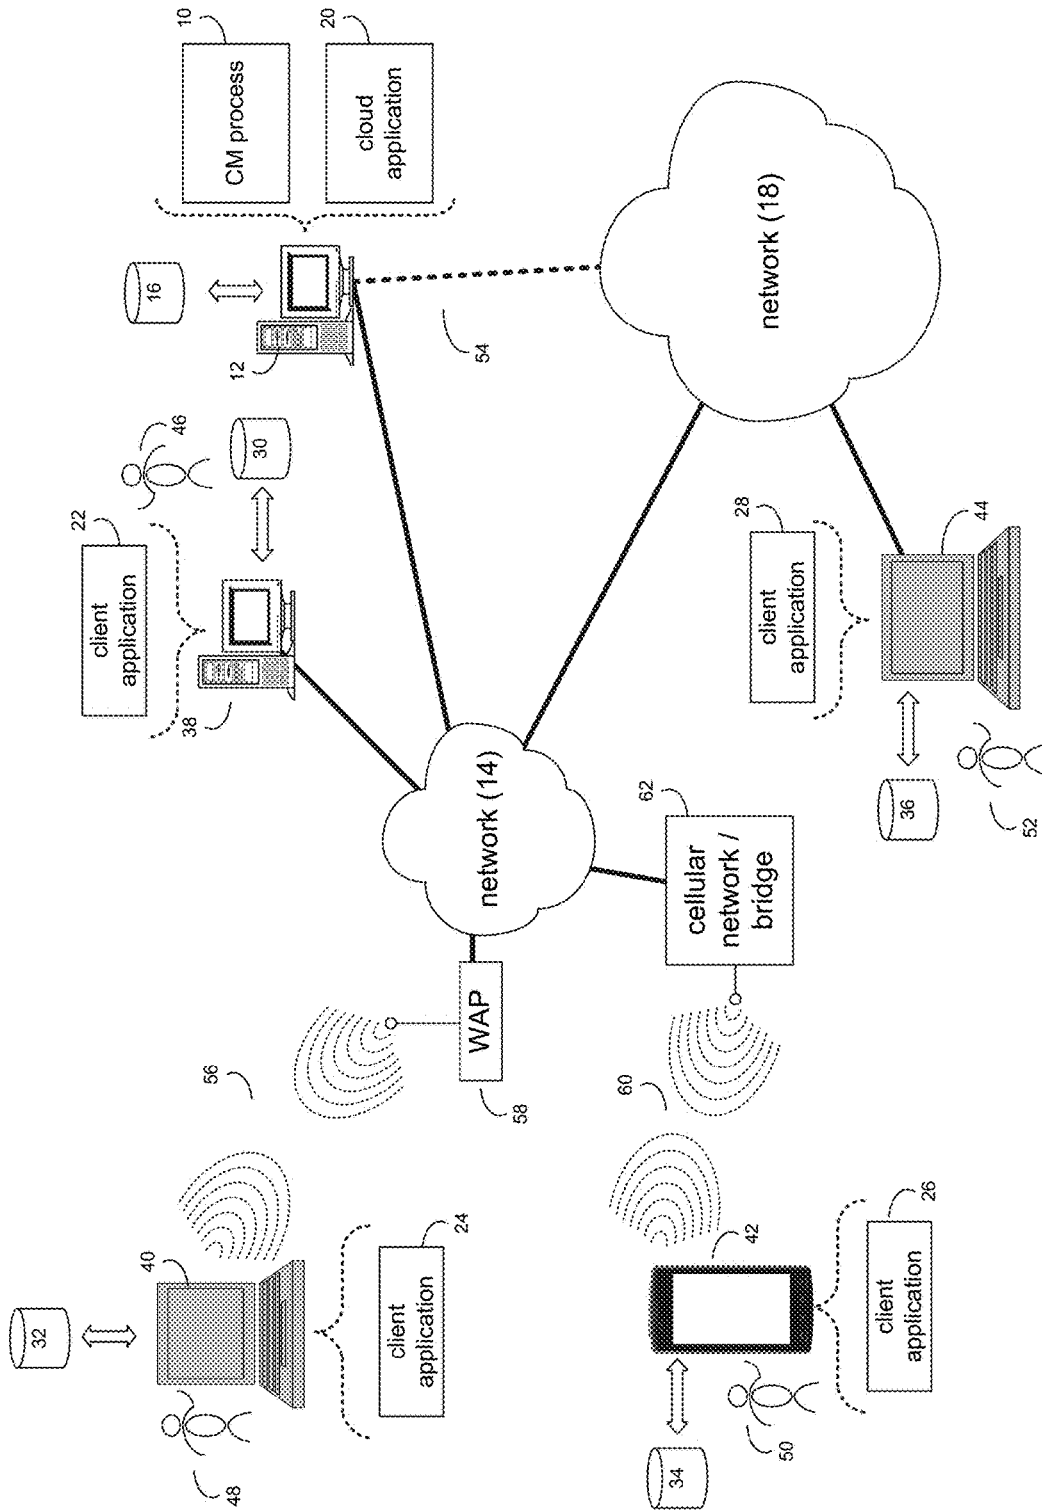 32
22
client
application
40
16
46
10
38
56
48
CM process
12
30
20
cloud
application
client
application
24
54
WAP
network (14)
58
60
62
34
cellular
network /
bridge
28
42
client
application
network (18)
50
client
application
36
26
44
52